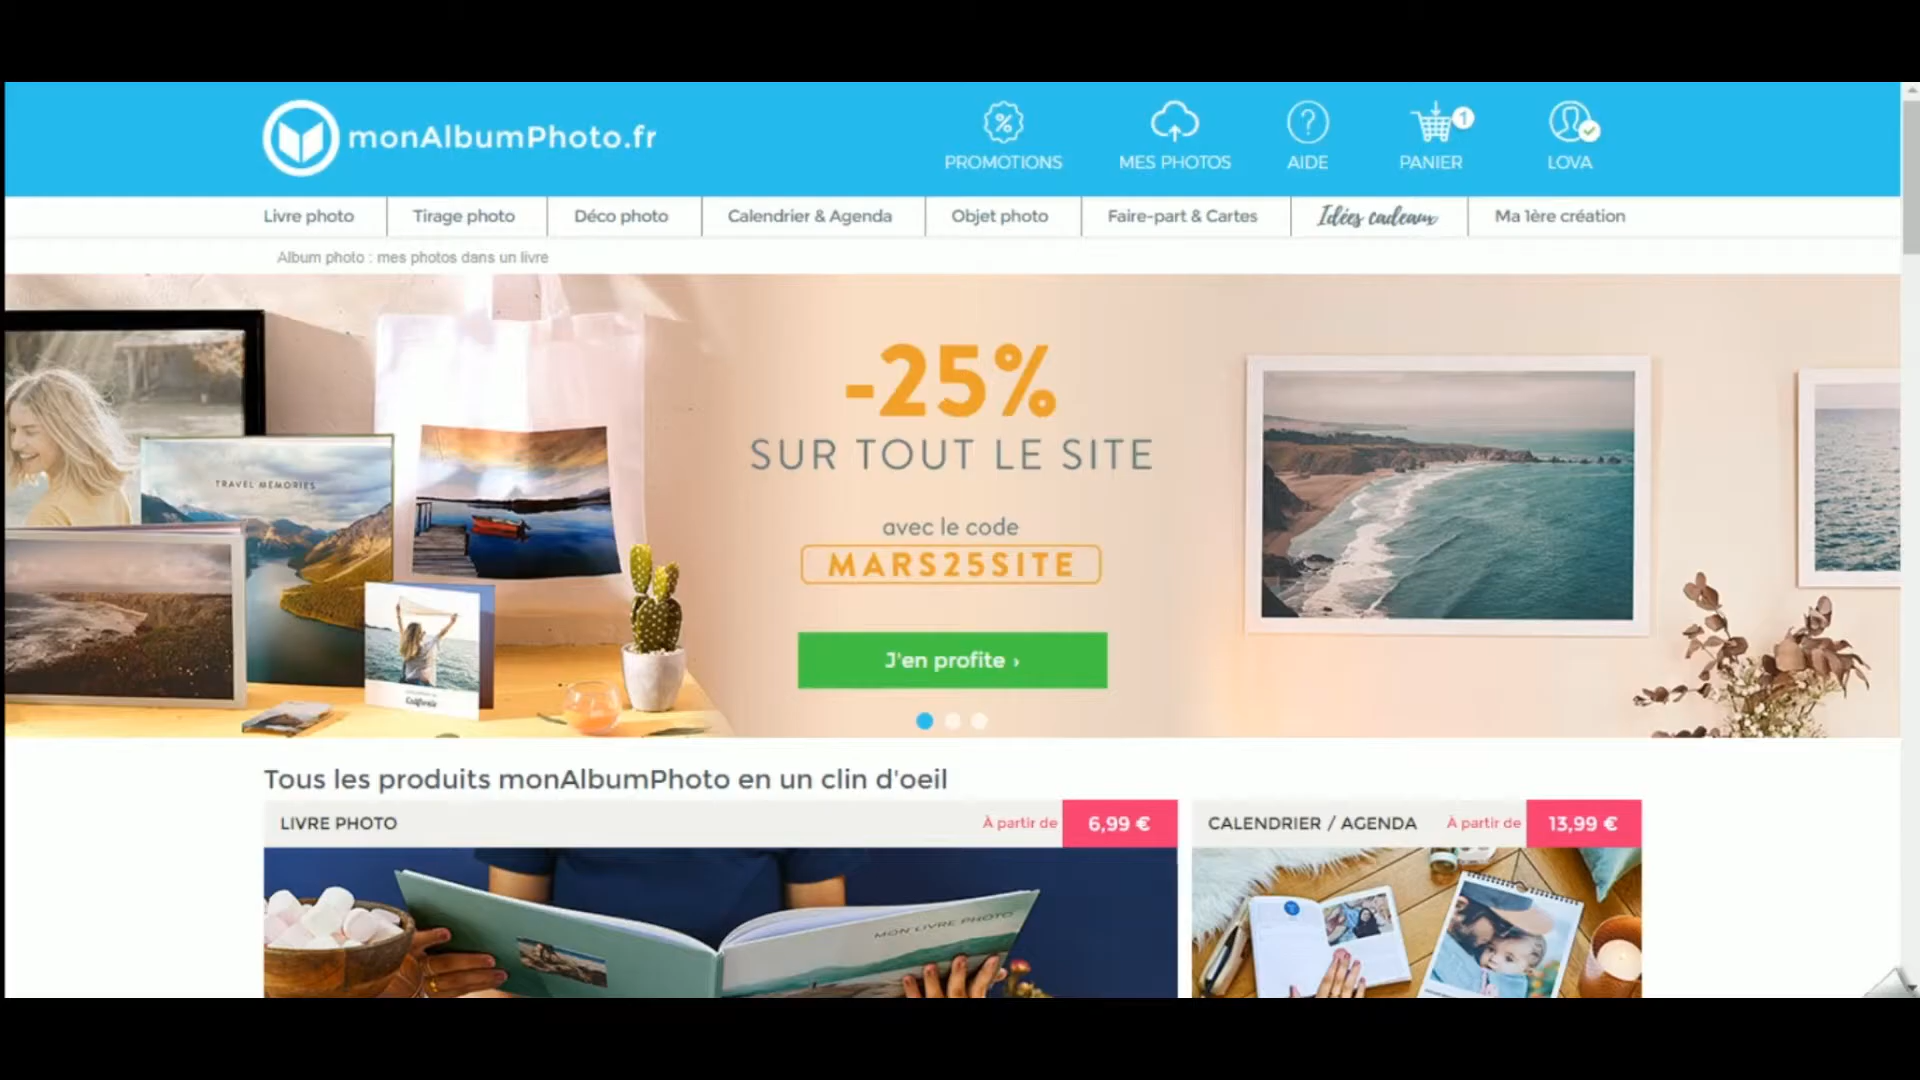 monAlbumPhoto.fr
PROMOTIONS
MES PHOTOS
AIDE
1
PANIER
LOVA
Livre photo
Tirage photo
Déco photo
Calendrier & Agenda
Objet photo
Faire-part & Cartes
Idées cadeaux
Ma 1ère création
Album photo : mes photos dans un livre
-25%
SUR TOUT LE SITE
avec le code
MARS25SITE
J'en profite ›
TRAVEL MEMORIES
Californie
Tous les produits monAlbumPhoto en un clin d'oeil
LIVRE PHOTO
À partir de
6,99 €
CALENDRIER / AGENDA
À partir de
13,99 €
MON LIVRE PHOTO